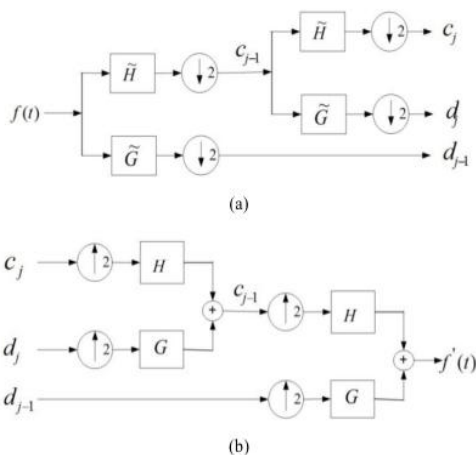 H̃ ↓2 c_{j-1} H̃ ↓2 c_j
f(t)
G̃ ↓2 d_j
G̃ ↓2 d_{j-1}
(a)
c_j ↑2 H
c_{j-1} ↑2 H
d_j ↑2 G
+ + f'(t)
d_{j-1} ↑2 G
(b)